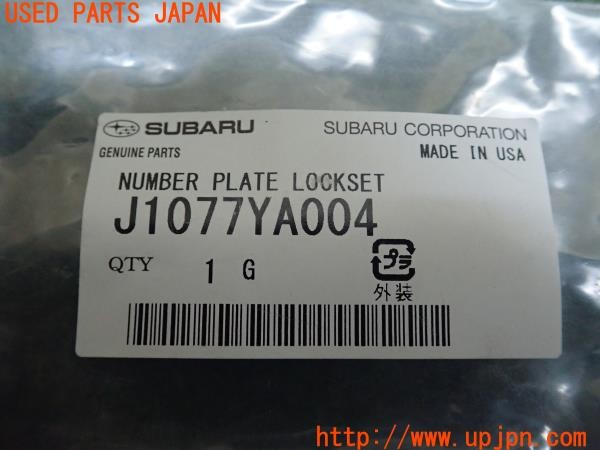 USED PARTS JAPAN
SUBARU SUBARU CORPORATION
GENUINE PARTS MADE IN USA
NUMBER PLATE LOCKSET
J1077YA004
QTY 1 G
プラ
外装
http://www.upjpn.com